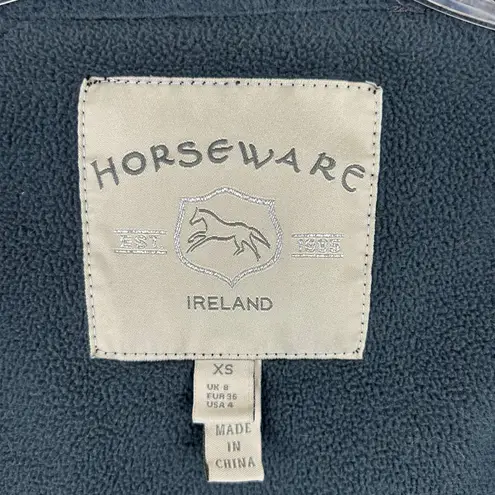 HORSEWARE
EST. 1985
IRELAND
XS
UK 8
EUR 36
USA 4
MADE
IN
CHINA